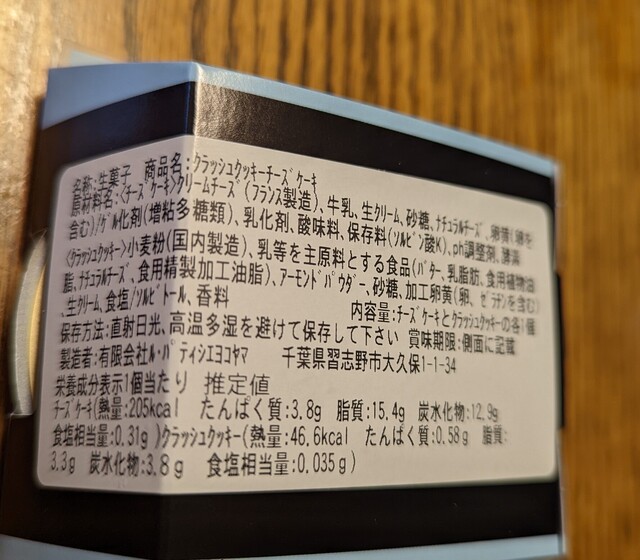 名称:生菓子 商品名:クラッシュクッキーチーズケーキ
原材料名:〈チーズケーキ〉クリームチーズ(フランス製造)、牛乳、生クリーム、砂糖、ナチュラルチーズ、卵黄(卵を
含む)/ゲル化剤(増粘多糖類)、乳化剤、酸味料、保存料(ソルビン酸K)、ph調整剤、酵素
〈クラッシュクッキー〉小麦粉(国内製造)、乳等を主原料とする食品(バター、乳脂肪、食用植物油
脂、ナチュラルチーズ、食用精製加工油脂)、アーモンドパウダー、砂糖、加工卵黄(卵、ゼラチンを含む)
、生クリーム、食塩/ソルビトール、香料 内容量:チーズケーキとクラッシュクッキーの各1個
保存方法:直射日光、高温多湿を避けて保存して下さい 賞味期限:側面に記載
製造者:有限会社ル・パティシエヨコヤマ 千葉県習志野市大久保1-1-34
栄養成分表示1個当たり 推定値
チーズケーキ(熱量:205kcal たんぱく質:3.8g 脂質:15.4g 炭水化物:12.9g
食塩相当量:0.31g )クラッシュクッキー(熱量:46.6kcal たんぱく質:0.58g 脂質:
3.3g 炭水化物:3.8g 食塩相当量:0.035g)